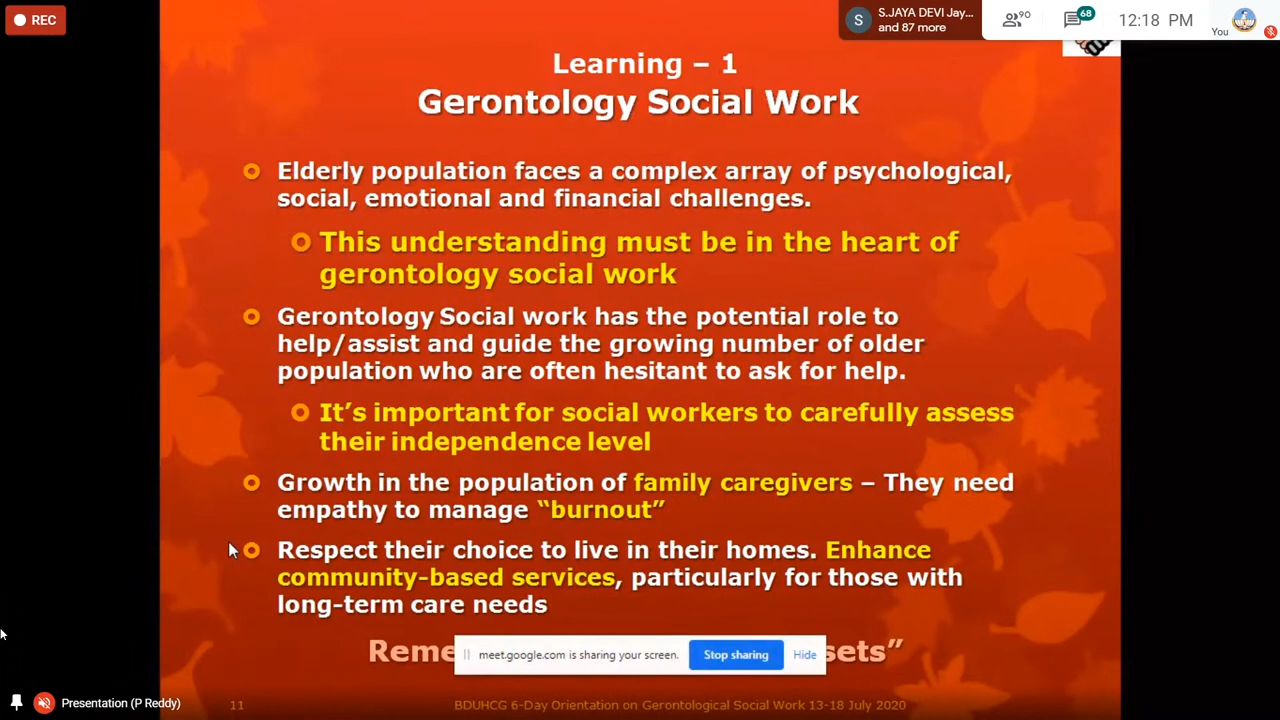 REC
S.JAYA DEVI Jay...
and 87 more
S
90
68
12:18 PM
You
Learning – 1
Gerontology Social Work
Elderly population faces a complex array of psychological,
social, emotional and financial challenges.
This understanding must be in the heart of
gerontology social work
Gerontology Social work has the potential role to
help/assist and guide the growing number of older
population who are often hesitant to ask for help.
It’s important for social workers to carefully assess
their independence level
Growth in the population of family caregivers – They need
empathy to manage “burnout”
Respect their choice to live in their homes. Enhance
community-based services, particularly for those with
long-term care needs
meet.google.com is sharing your screen.
Stop sharing
Hide
Presentation (P Reddy)
11
BDUHCG 6-Day Orientation on Gerontological Social Work 13-18 July 2020